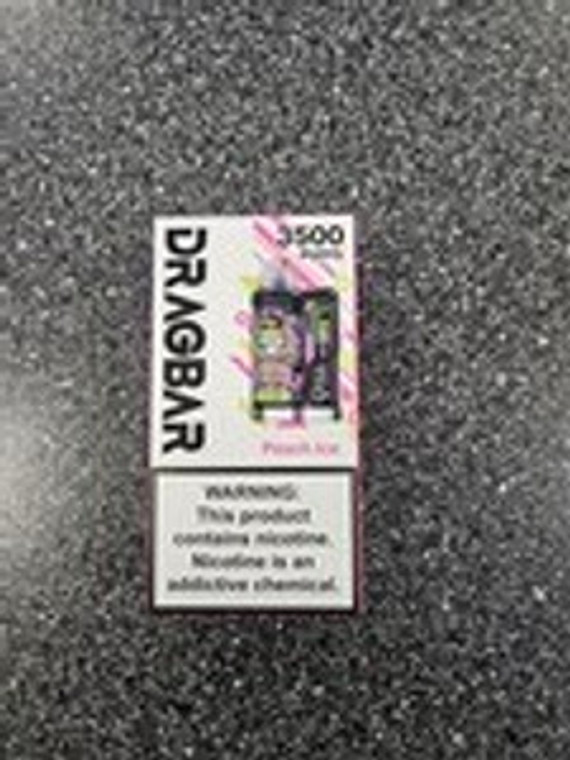 DRAGBAR
3500
PUFFS
Peach Ice
WARNING:
This product
contains nicotine.
Nicotine is an
addictive chemical.